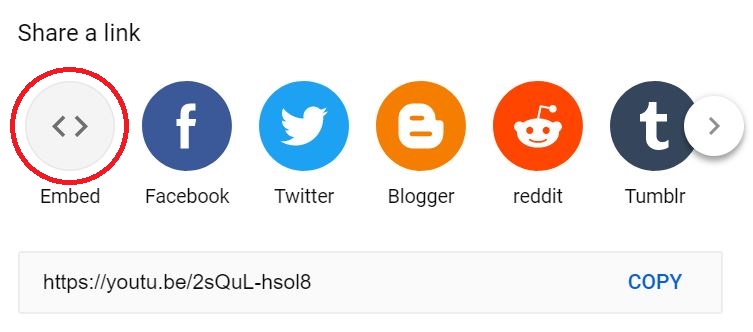 Share a link
Embed Facebook Twitter Blogger reddit Tumblr
https://youtu.be/2sQuL-hsol8 COPY